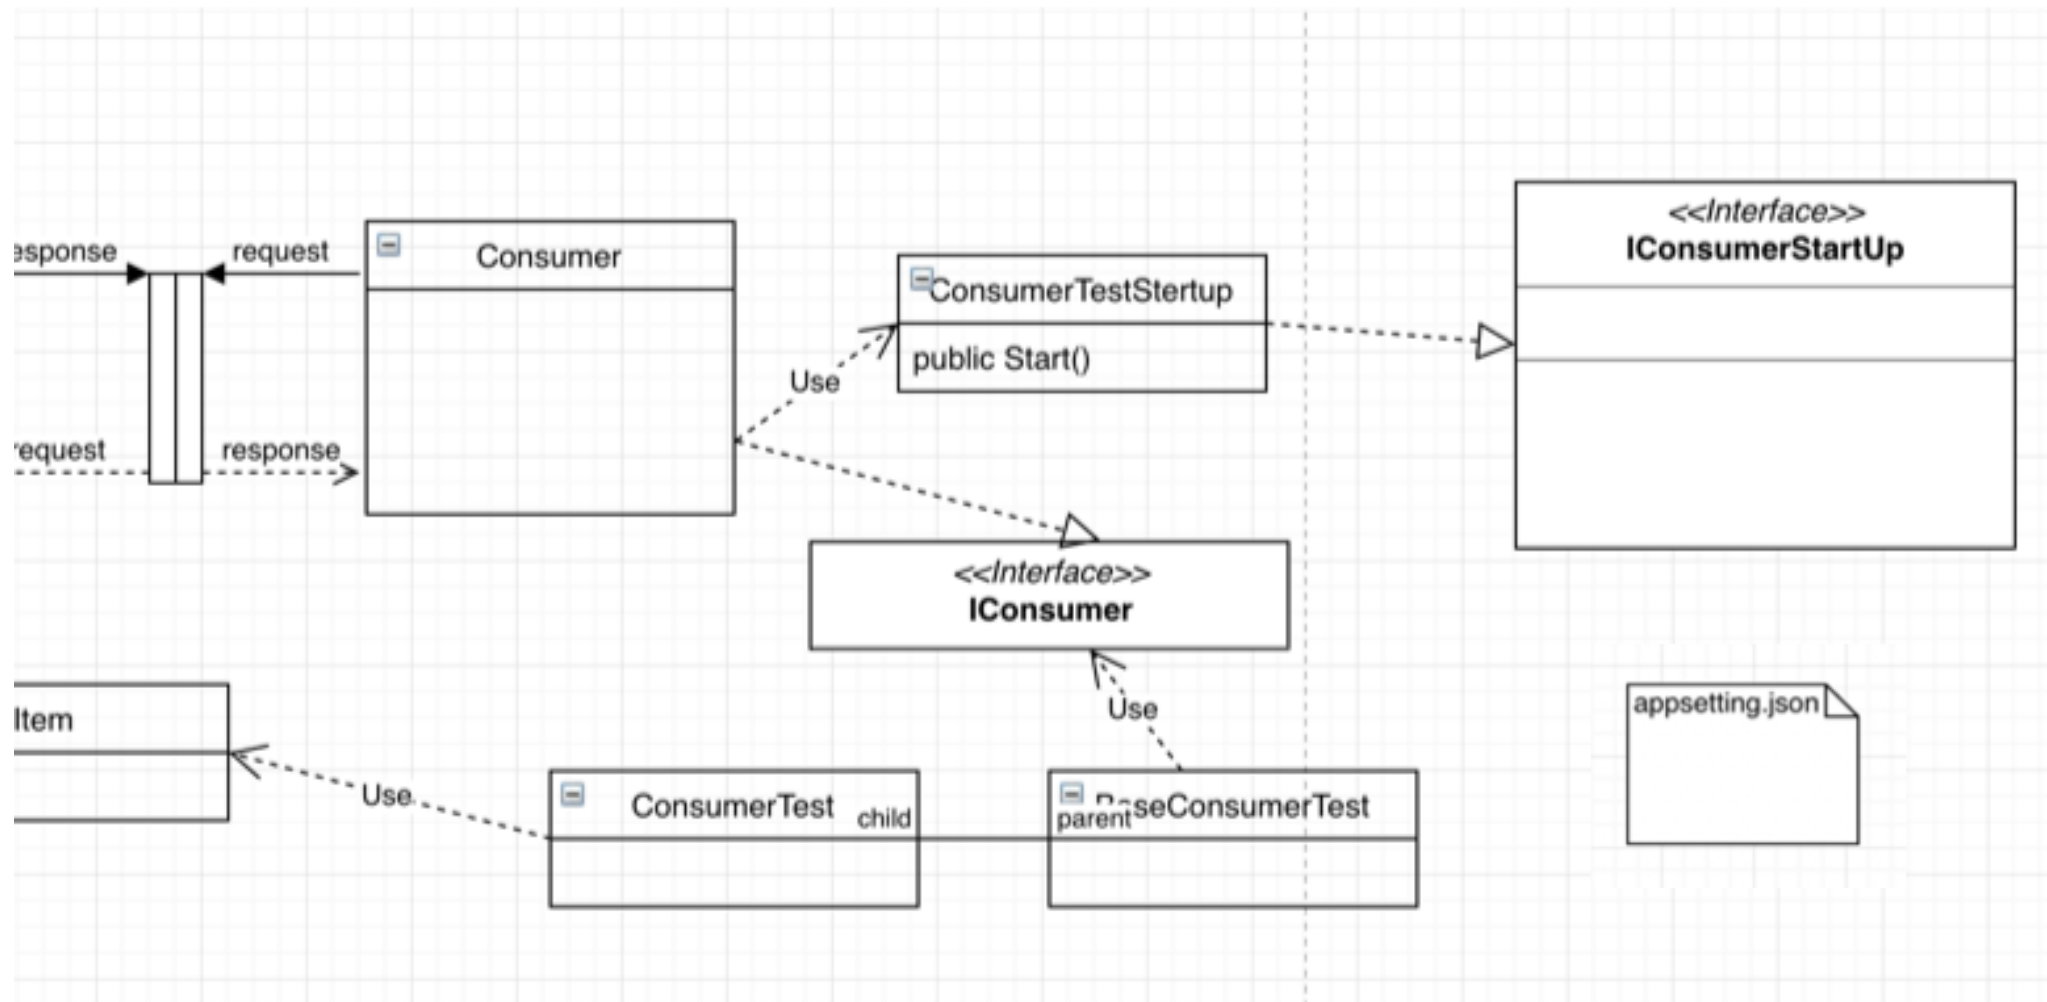 <<Interface>>
IConsumerStartUp
esponse
request
Consumer
ConsumerTestStertup
public Start()
Use
request
response
<<Interface>>
IConsumer
Use
appsetting.json
Item
Use
ConsumerTest
child
BaseConsumerTest
parent